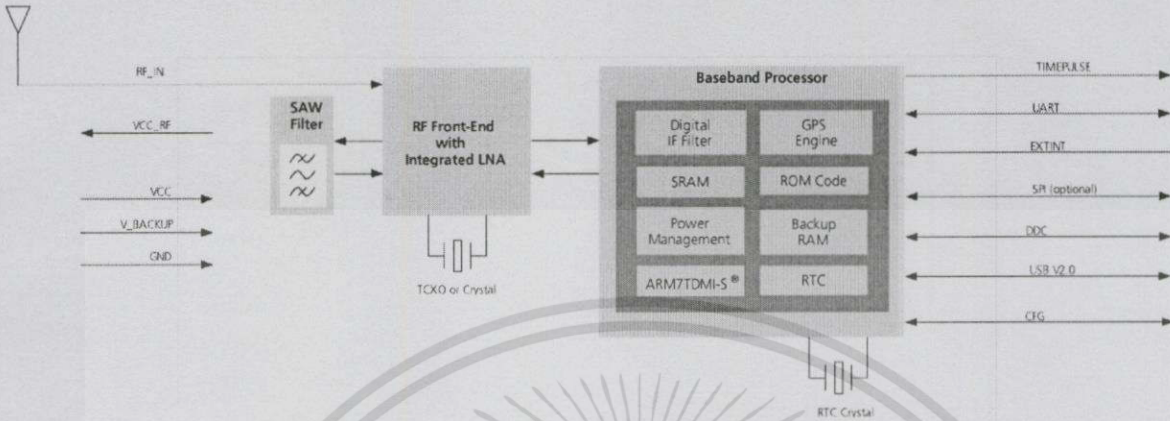 RF_IN
VCC_RF
VCC
V_BACKUP
GND
SAW
Filter
RF Front-End
with
Integrated LNA
TCXO or Crystal
Baseband Processor
Digital
IF Filter
GPS
Engine
SRAM
ROM Code
Power
Management
Backup
RAM
ARM7TDMI-S®
RTC
RTC Crystal
TIMEPULSE
UART
EXTINT
SPI (optional)
DDC
USB V2.0
CFG